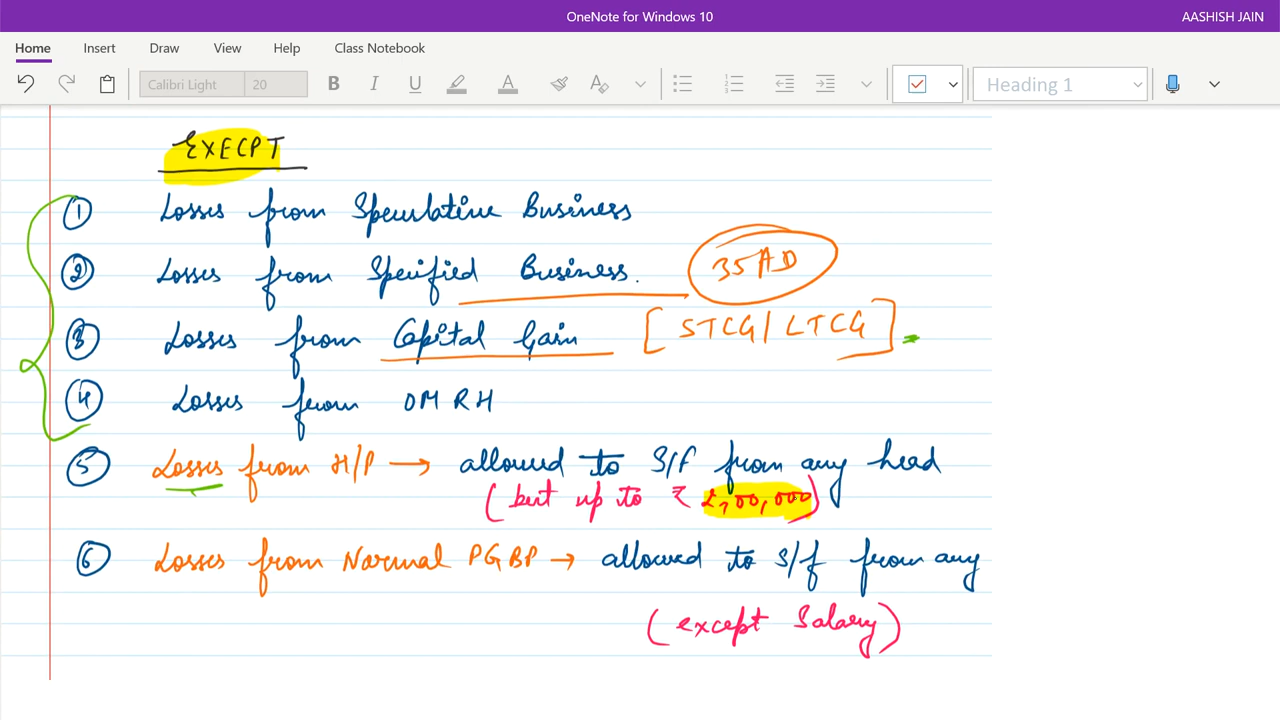 OneNote for Windows 10
AASHISH JAIN
Home Insert Draw View Help Class Notebook
Calibri Light 20 B I U A Heading 1
EXECPT
① Losses from Speculative Business
② Losses from Specified Business. 35AD
③ Losses from Capital Gain [STCG/LTCG]
④ Losses from OMRH
⑤ Losses from H/P → allowed to S/f from any head
(but up to ₹ 2,00,000)
⑥ Losses from Normal PGBP → allowed to S/f from any
(except Salary)